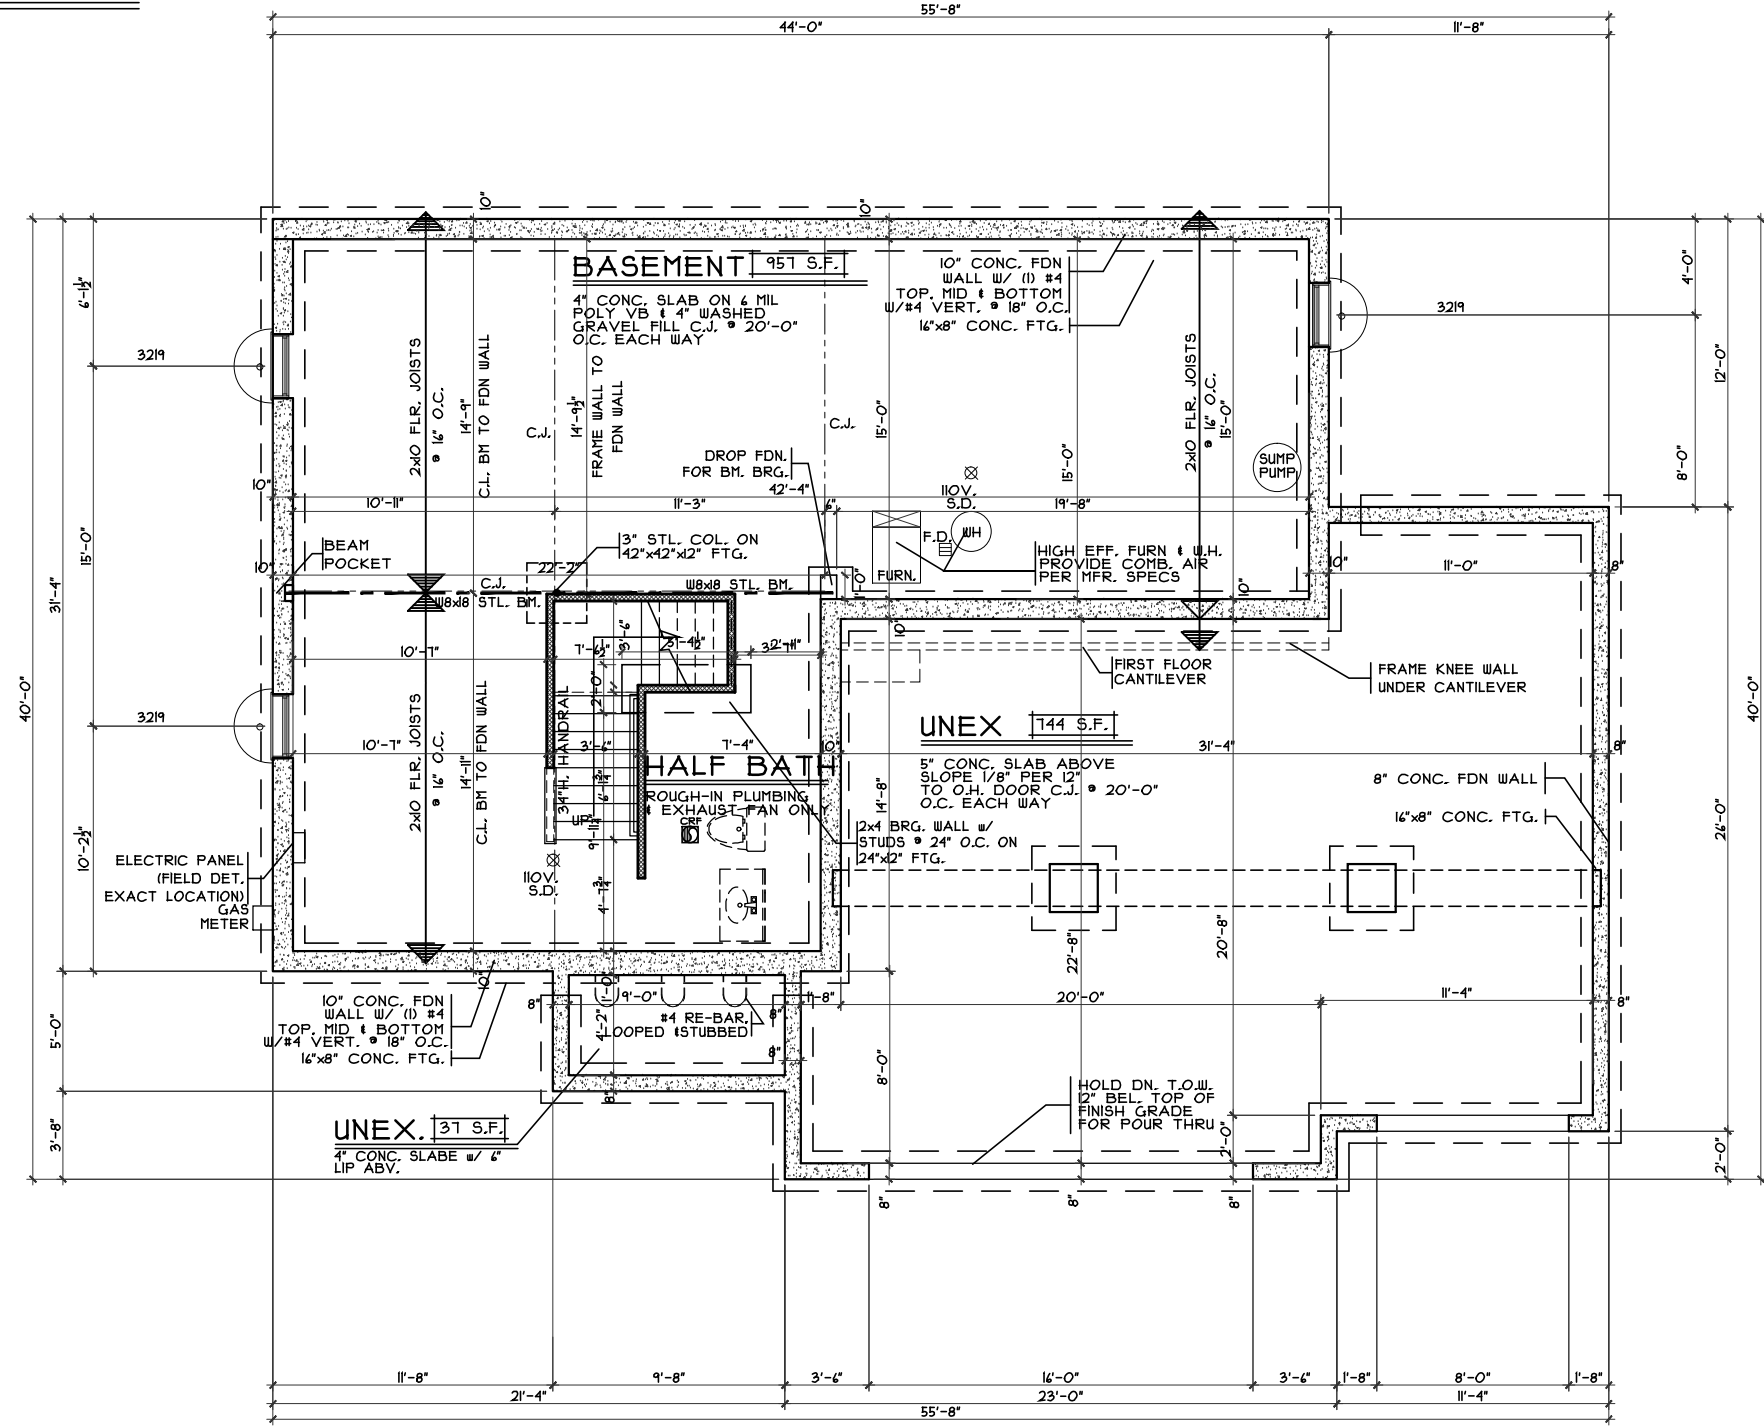 55'-8"
44'-0"
11'-8"
10"
10"
BASEMENT 957 S.F.
4" CONC. SLAB ON 6 MIL
POLY VB & 4" WASHED
GRAVEL FILL C.J. @ 20'-0"
O.C. EACH WAY
10" CONC. FDN
WALL W/ (1) #4
TOP, MID & BOTTOM
W/#4 VERT. @ 18" O.C.
16"x8" CONC. FTG.
6'-1½"
4'-0"
3219
3219
12'-0"
8'-0"
2x10 FLR. JOISTS
@ 16" O.C.
14'-9"
C.L. BM TO FDN WALL
C.J.
14'-9½"
FRAME WALL TO
FDN WALL
C.J.
15'-0"
15'-0"
2x10 FLR. JOISTS
@ 16" O.C.
15'-0"
SUMP
PUMP
DROP FDN.
FOR BM. BRG.
42'-4"
110V.
S.D.
10"
10'-11"
11'-3"
6"
19'-8"
F.D.
WH
FURN.
HIGH EFF. FURN & W.H.
PROVIDE COMB. AIR
PER MFR. SPECS
3" STL. COL. ON
42"x42"x12" FTG.
BEAM
POCKET
15'-0"
31'-4"
40'-0"
10"
22'-2"
C.J.
W8x18 STL. BM.
W8x18 STL. BM.
1'-0"
10"
10"
10"
11'-0"
8"
10'-7"
7'-6½"
3'-6"
3'-4½"
FIRST FLOOR
CANTILEVER
FRAME KNEE WALL
UNDER CANTILEVER
3219
2x10 FLR. JOISTS
@ 16" O.C.
14'-11"
C.L. BM TO FDN WALL
34"H. HANDRAIL
2'-0"
10'-7"
3'-6"
7'-4"
10"
31'-4"
8"
UNEX 744 S.F.
5" CONC. SLAB ABOVE
SLOPE 1/8" PER 12"
TO O.H. DOOR C.J. @ 20'-0"
O.C. EACH WAY
40'-0"
26'-0"
HALF BATH
ROUGH-IN PLUMBING
& EXHAUST FAN ONLY
CRF
UP
14'-8"
8" CONC. FDN WALL
16"x8" CONC. FTG.
2x4 BRG. WALL w/
STUDS @ 24" O.C. ON
24"x12" FTG.
10'-2½"
ELECTRIC PANEL
(FIELD DET.
EXACT LOCATION)
GAS
METER
110V.
S.D.
22'-8"
20'-8"
10"
8"
9'-0"
1'-0"
4'-2"
#4 RE-BAR,
LOOPED &STUBBED
8"
8"
8"
20'-0"
11'-4"
8"
10" CONC. FDN
WALL W/ (1) #4
TOP, MID & BOTTOM
W/#4 VERT. @ 18" O.C.
16"x8" CONC. FTG.
5'-0"
3'-8"
8'-0"
HOLD DN. T.O.W.
12" BEL. TOP OF
FINISH GRADE
FOR POUR THRU
2'-0"
2'-0"
UNEX. 37 S.F.
4" CONC. SLABE w/ 6"
LIP ABV.
8"
8"
8"
11'-8"
9'-8"
3'-6"
16'-0"
3'-6"
1'-8"
8'-0"
1'-8"
21'-4"
23'-0"
11'-4"
55'-8"